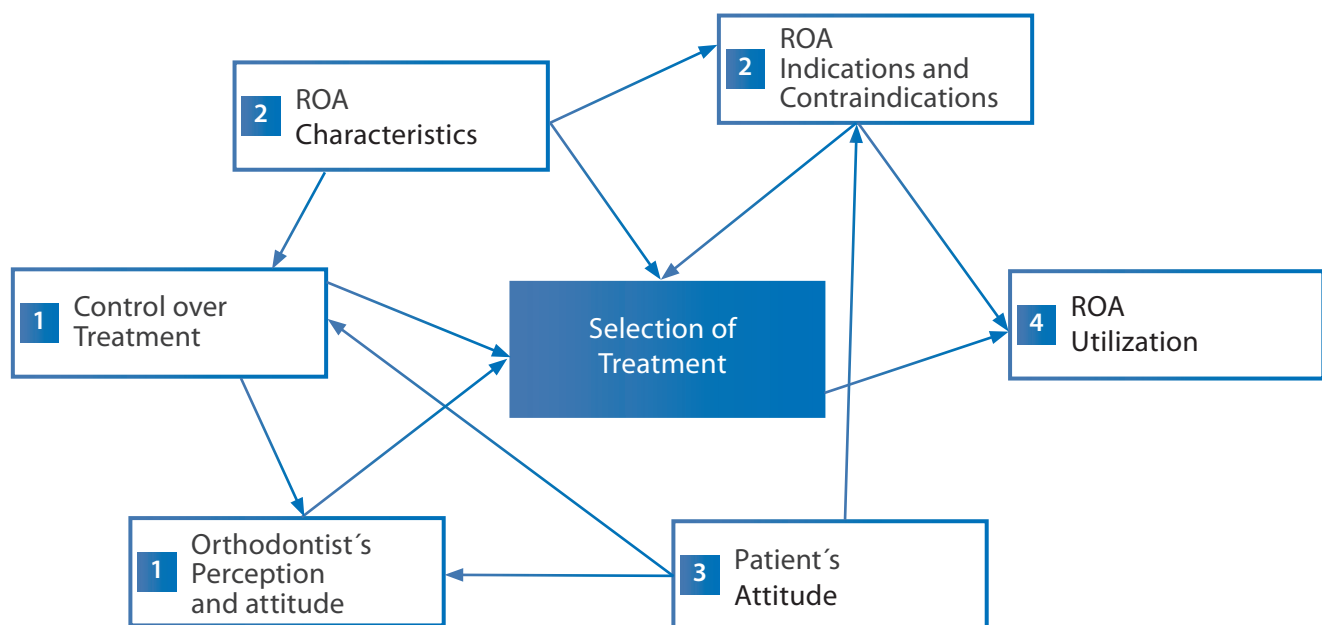 2
ROA
Characteristics
2
ROA
Indications and
Contraindications
1
Control over
Treatment
Selection of
Treatment
4
ROA
Utilization
1
Orthodontist´s
Perception
and attitude
3
Patient´s
Attitude